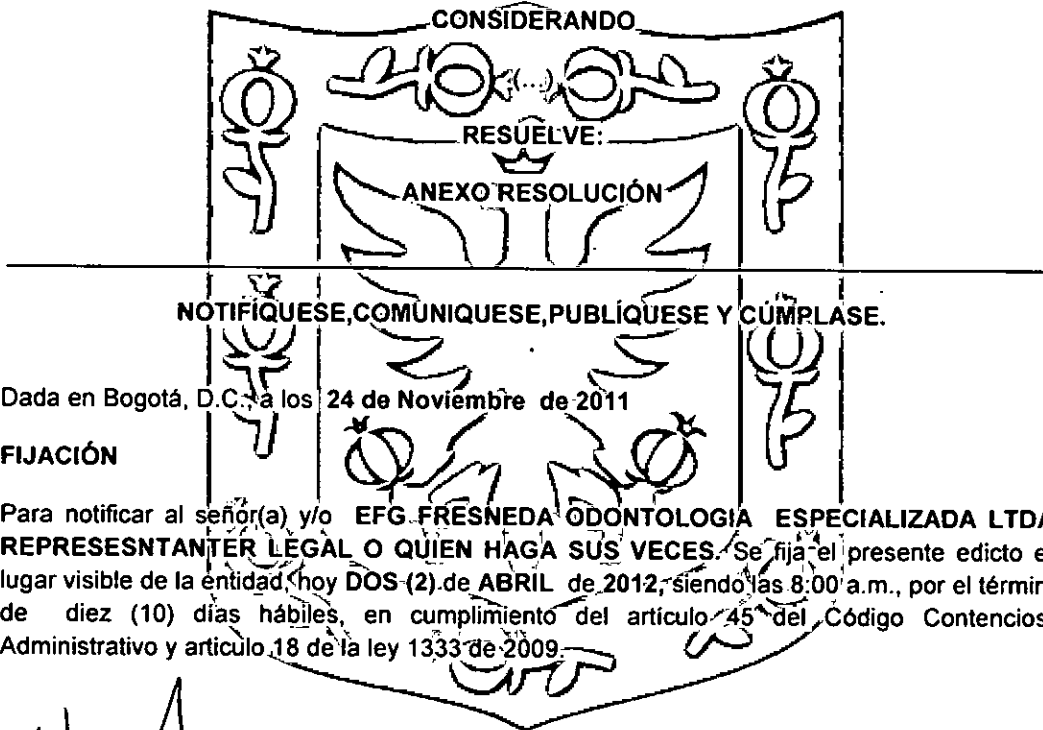 CONSIDERANDO
(...)
RESUELVE:
ANEXO RESOLUCIÓN
NOTIFÍQUESE,COMUNIQUESE,PUBLÍQUESE Y CÚMPLASE.
Dada en Bogotá, D.C., a los 24 de Noviembre de 2011
FIJACIÓN
Para notificar al señor(a) y/o EFG FRESNEDA ODONTOLOGIA ESPECIALIZADA LTDA
REPRESESNTANTER LEGAL O QUIEN HAGA SUS VECES. Se fija el presente edicto e
lugar visible de la entidad, hoy DOS (2) de ABRIL de 2012, siendo las 8:00 a.m., por el términ
de diez (10) días hábiles, en cumplimiento del artículo 45 del Código Contencios
Administrativo y articulo 18 de la ley 1333 de 2009.